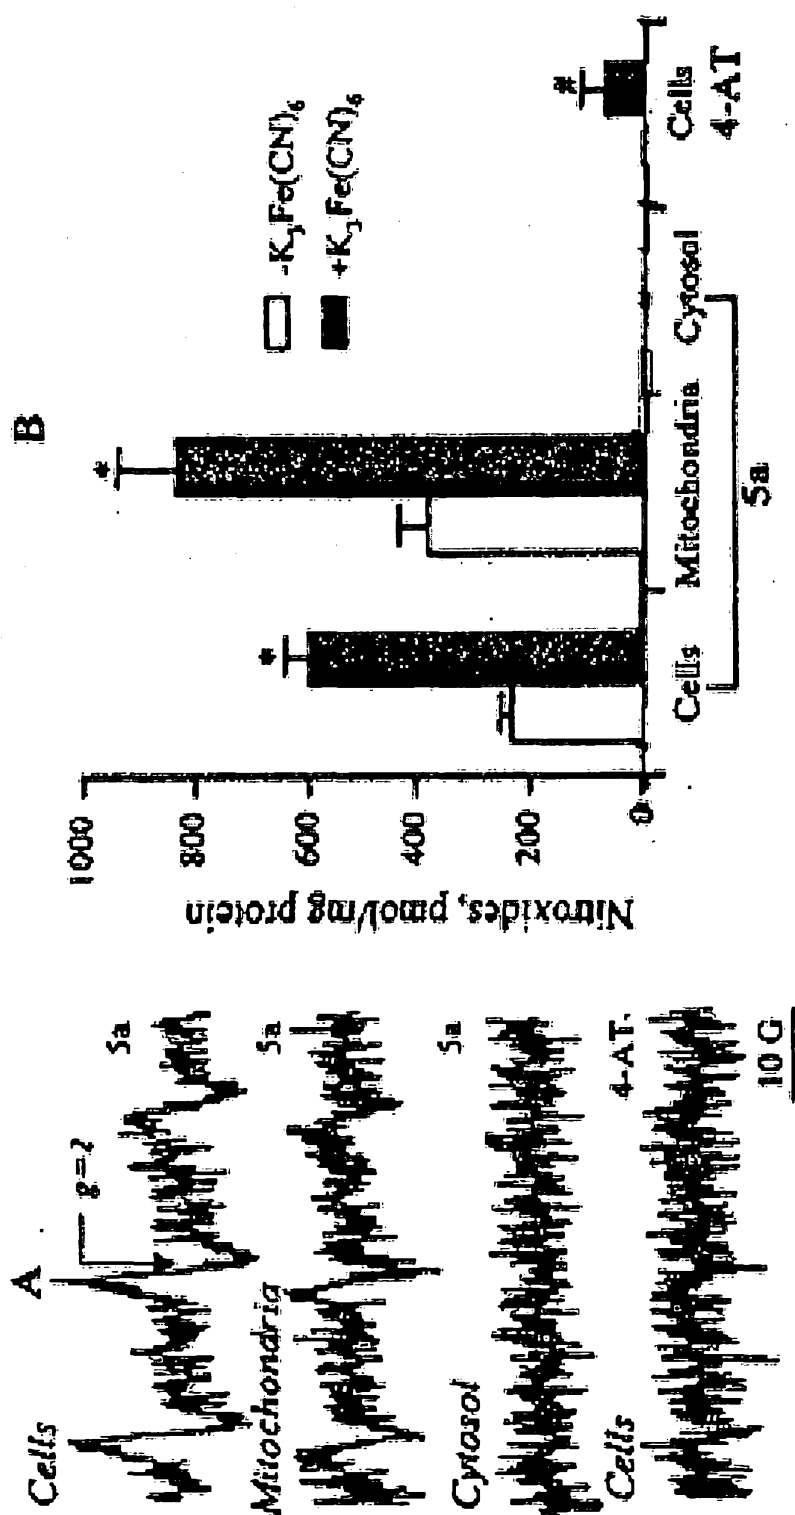 A
Cells
5a
g=2
Mitochondria
5a
Cytosol
5a
Cells
4-AT
10 G
B
Nitroxides, pmol/mg protein
1000
800
600
400
200
0
*
*
#
-K3Fe(CN)6
+K3Fe(CN)6
Cells
Mitochondria
Cytosol
Cells
4-AT
5a